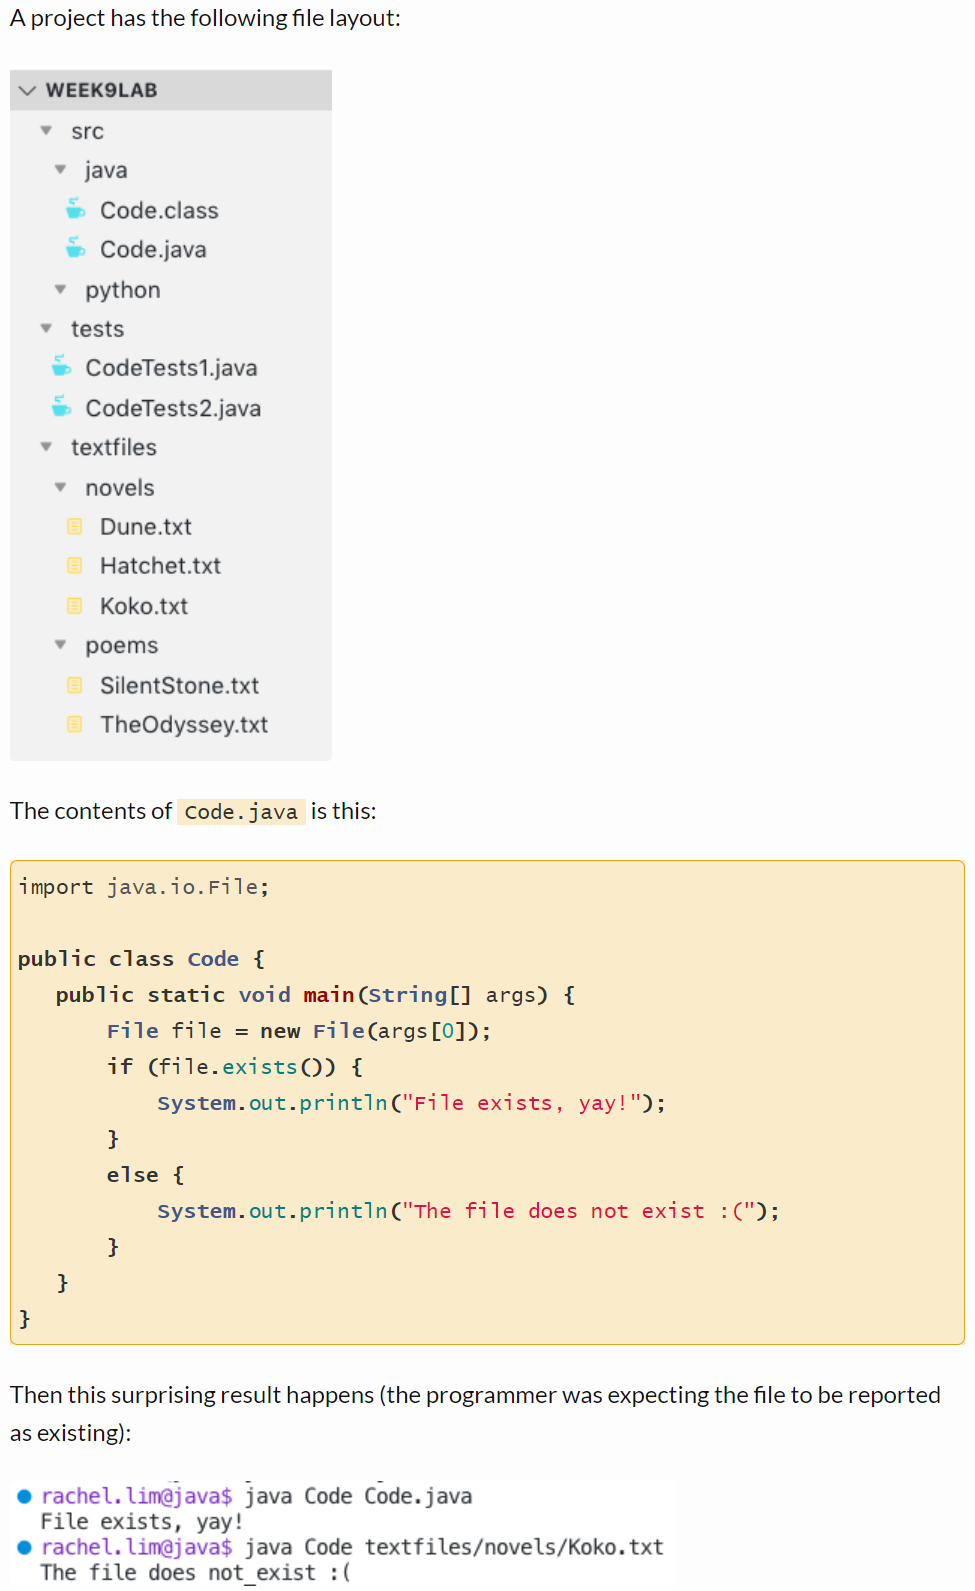 A project has the following file layout:
WEEK9LAB
src
java
Code.class
Code.java
python
tests
CodeTests1.java
CodeTests2.java
textfiles
novels
Dune.txt
Hatchet.txt
Koko.txt
poems
SilentStone.txt
TheOdyssey.txt
The contents of Code.java is this:
import java.io.File;
public class Code {
public static void main(String[] args) {
File file = new File(args[0]);
if (file.exists()) {
System.out.println("File exists, yay!");
}
else {
System.out.println("The file does not exist :(");
}
}
}
Then this surprising result happens (the programmer was expecting the file to be reported
as existing):
rachel.lim@java$ java Code Code.java
File exists, yay!
rachel.lim@java$ java Code textfiles/novels/Koko.txt
The file does not exist :(